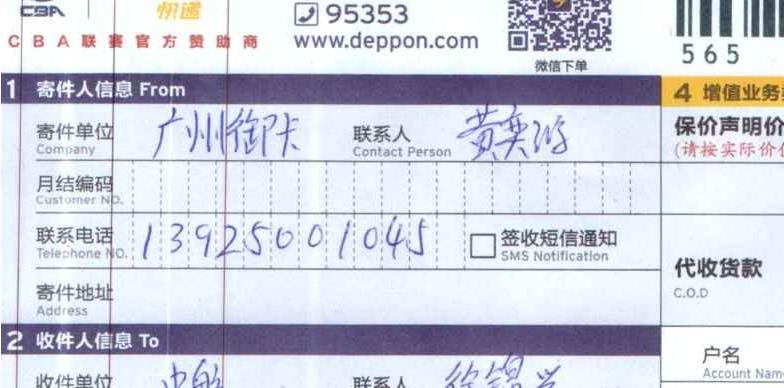 CBA 快递 95353
CBA联赛官方赞助商 www.deppon.com
微信下单
565
1 寄件人信息 From
4 增值业务
寄件单位 广州御卡 联系人 黄奕游
Company Contact Person
保价声明价
(请按实际价值
月结编码
Customer NO.
联系电话 13925001045 签收短信通知
Telephone NO. SMS Notification
代收货款
C.O.D
寄件地址
Address
2 收件人信息 To
户名
Account Name
收件单位 联系人